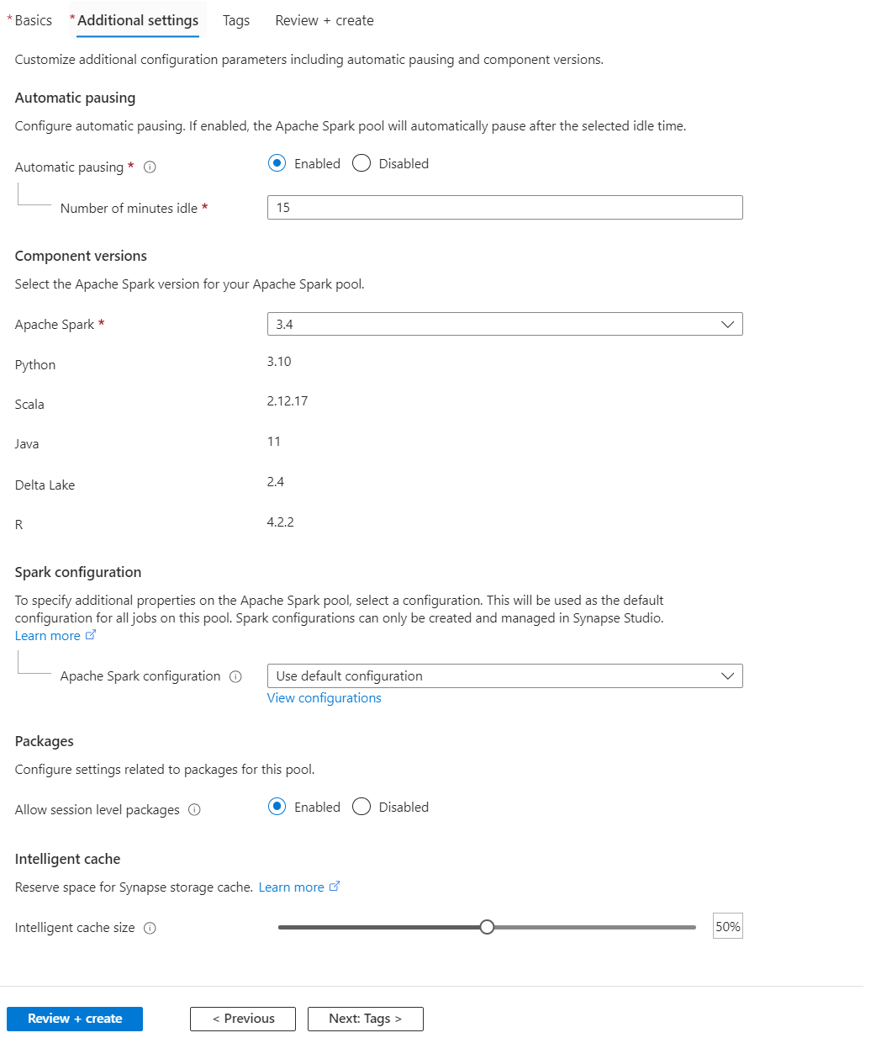 * Basics * Additional settings Tags Review + create
Customize additional configuration parameters including automatic pausing and component versions.
Automatic pausing
Configure automatic pausing. If enabled, the Apache Spark pool will automatically pause after the selected idle time.
Automatic pausing * Enabled Disabled
Number of minutes idle * 15
Component versions
Select the Apache Spark version for your Apache Spark pool.
Apache Spark * 3.4
Python 3.10
Scala 2.12.17
Java 11
Delta Lake 2.4
R 4.2.2
Spark configuration
To specify additional properties on the Apache Spark pool, select a configuration. This will be used as the default
configuration for all jobs on this pool. Spark configurations can only be created and managed in Synapse Studio.
Learn more
Apache Spark configuration Use default configuration
View configurations
Packages
Configure settings related to packages for this pool.
Allow session level packages Enabled Disabled
Intelligent cache
Reserve space for Synapse storage cache. Learn more
Intelligent cache size 50%
Review + create < Previous Next: Tags >